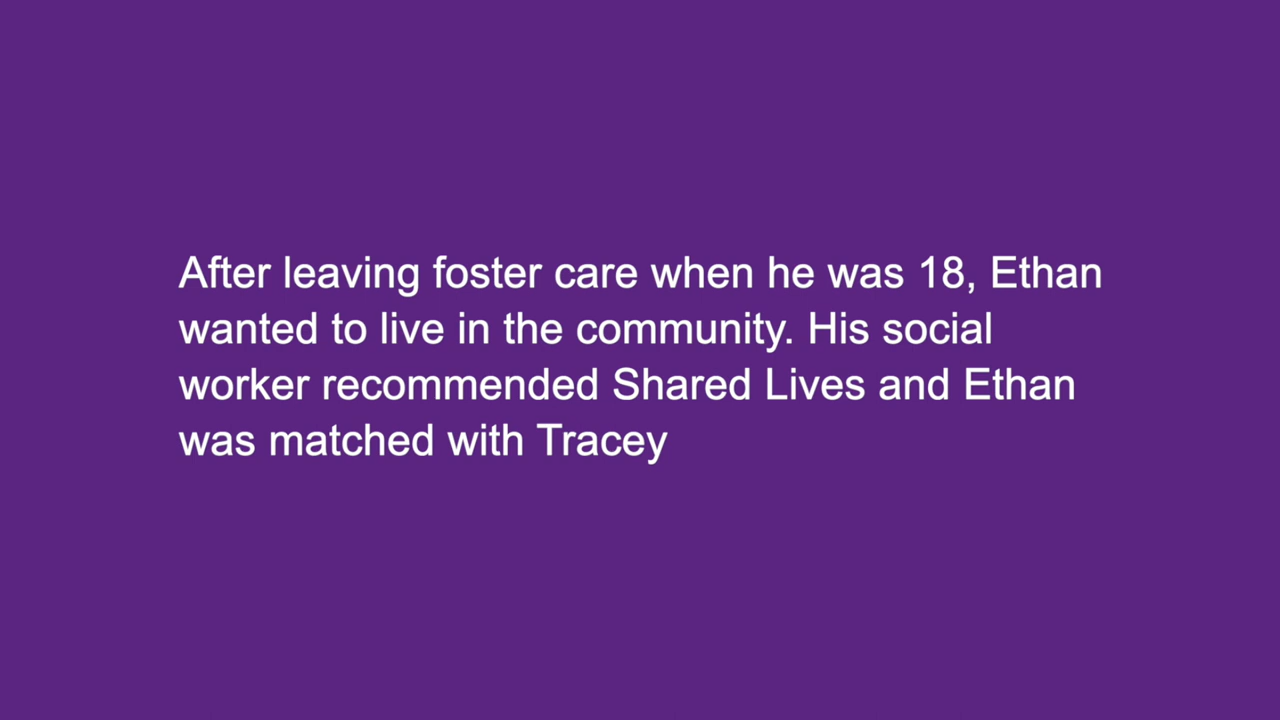 After leaving foster care when he was 18, Ethan
wanted to live in the community. His social
worker recommended Shared Lives and Ethan
was matched with Tracey